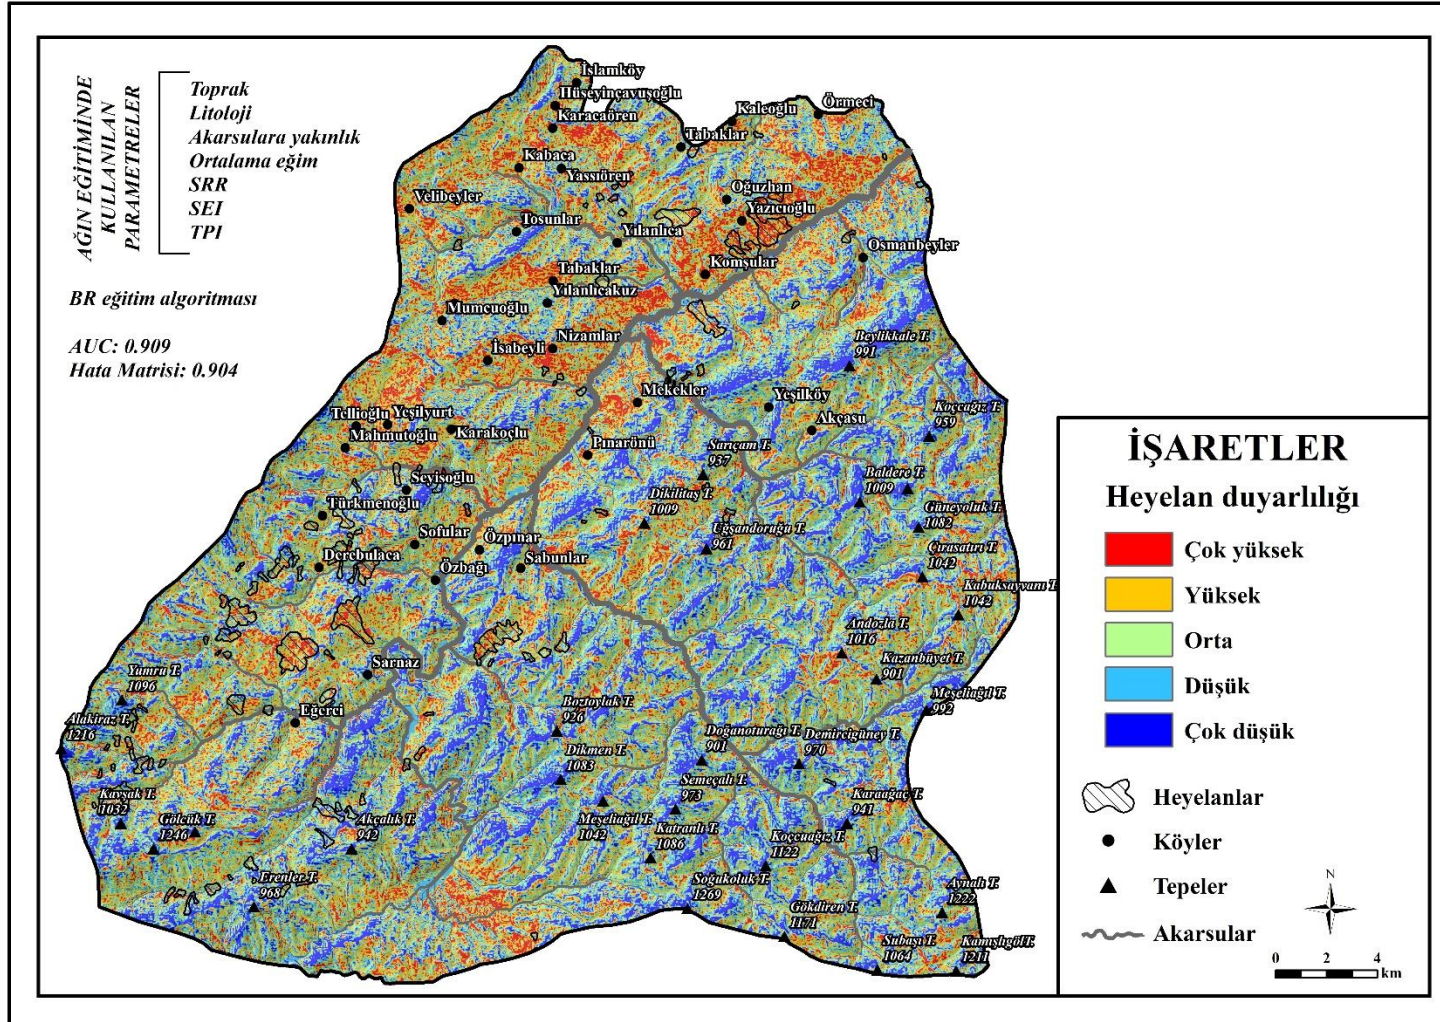 AĞIN EĞİTİMİNDE
KULLANILAN
PARAMETRELER
Toprak
Litoloji
Akarsulara yakınlık
Ortalama eğim
SRR
SEI
TPI
BR eğitim algoritması
AUC: 0.909
Hata Matrisi: 0.904
İslamköy
Hüseyinçavuşoğlu
Karacaören
Kaleoğlu
Örmeci
Tabaklar
Kabaca
Yassıören
Oğuzhan
Velibeyler
Yazıcıoğlu
Tosunlar
Yılanlıca
Osmanbeyler
Komşular
Tabaklar
Yılanlıcakuz
Mumcuoğlu
Nizamlar
İsabeyli
Beylikkale T.
991
Mekekler
Yeşilköy
Koçcağız T.
959
Tellioğlu
Yeşilyurt
Mahmutoğlu
Karakoçlu
Akçasu
Pınarönü
Sarıçam T.
937
Baldere T.
1009
Seyisoğlu
Dikilitaş T.
1009
Güneyoluk T.
1082
Türkmenoğlu
Uğşandoruğu T.
961
Sofular
Özpınar
Çırasatırı T.
1042
Derebulaca
Sabunlar
Özbağı
Kabuksayvanı T.
1042
Andozla T.
1016
Kazanbüyet T.
901
Sarnaz
Yumru T.
1096
Meşeliağıl T.
992
Eğerci
Boztoyluk T.
926
Alakiraz T.
1216
Doğanoturağı T.
901
Demircigüney T.
970
Dikmen T.
1083
Semeçalı T.
973
Kavşak T.
1032
Karaağaç T.
941
Gölcük T.
1246
Akçalık T.
942
Meşeliağıl T.
1042
Katranlı T.
1086
Koçcuağız T.
1122
Erenler T.
968
Soğukoluk T.
1269
Aynalı T.
1222
Gökdiren T.
1171
Subaşı T.
1064
Kamışlıgöl T.
1211
İŞARETLER
Heyelan duyarlılığı
Çok yüksek
Yüksek
Orta
Düşük
Çok düşük
Heyelanlar
Köyler
Tepeler
Akarsular
N
0 2 4
km